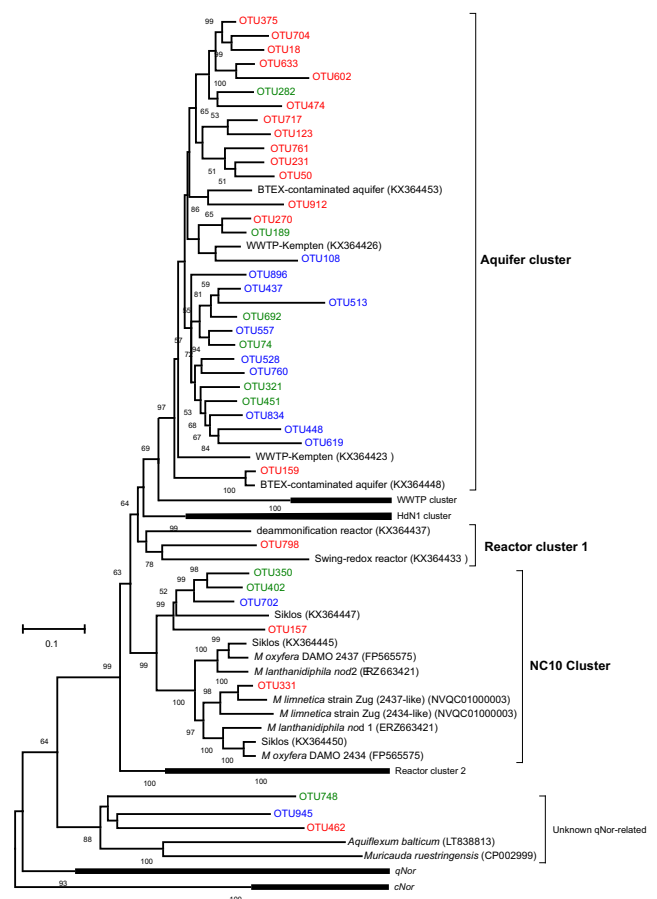 99
OTU375
OTU704
99
OTU18
OTU633
OTU602
100
OTU282
OTU474
65
53
OTU717
OTU123
OTU761
OTU231
51
51
OTU50
BTEX-contaminated aquifer (KX364453)
86
OTU912
65
OTU270
OTU189
WWTP-Kempten (KX364426)
OTU108
Aquifer cluster
OTU896
59
OTU437
81
OTU513
55
OTU692
OTU557
57
OTU74
94
72
OTU528
OTU760
OTU321
OTU451
97
53
OTU834
68
OTU448
67
OTU619
84
69
WWTP-Kempten (KX364423 )
OTU159
100
BTEX-contaminated aquifer (KX364448)
WWTP cluster
64
100
HdN1 cluster
99
deammonification reactor (KX364437)
OTU798
Reactor cluster 1
78
Swing-redox reactor (KX364433 )
63
98
OTU350
99
OTU402
52
99
OTU702
Siklos (KX364447)
0.1
OTU157
99
Siklos (KX364445)
99
99
M oxyfera DAMO 2437 (FP565575)
100
M lanthanidiphila nod2 (ERZ663421)
NC10 Cluster
OTU331
98
100
M limnetica strain Zug (2437-like) (NVQC01000003)
100
M limnetica strain Zug (2434-like) (NVQC01000003)
97
M lanthanidiphila nod 1 (ERZ663421)
64
100
Siklos (KX364450)
100
M oxyfera DAMO 2434 (FP565575)
Reactor cluster 2
100
100
OTU748
OTU945
OTU462
Unknown qNor-related
88
Aquiflexum balticum (LT838813)
100
Muricauda ruestringensis (CP002999)
qNor
93
cNor
100